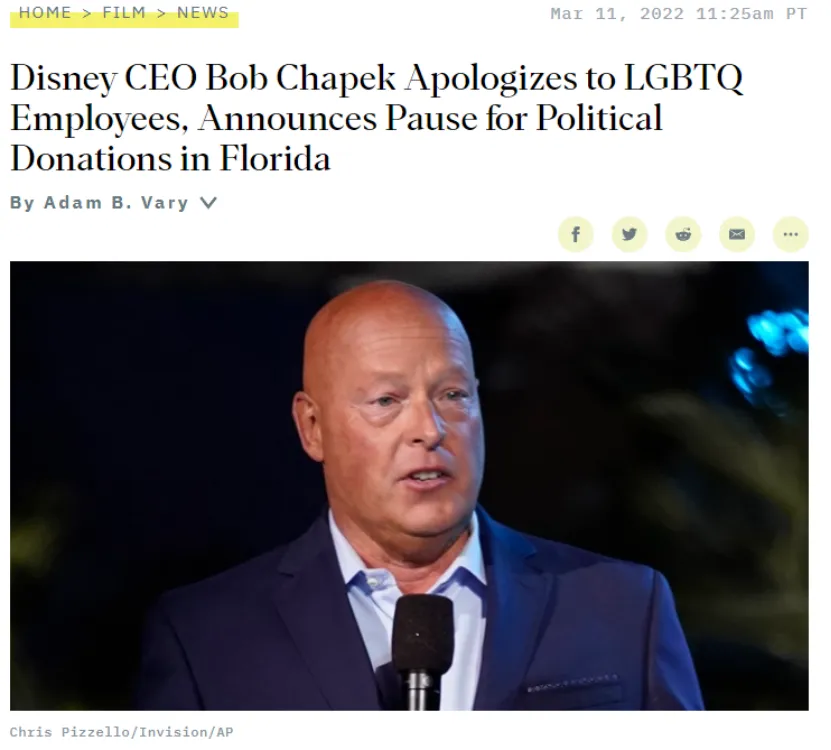 HOME > FILM > NEWS
Mar 11, 2022 11:25am PT
Disney CEO Bob Chapek Apologizes to LGBTQ
Employees, Announces Pause for Political
Donations in Florida
By Adam B. Vary
Chris Pizzello/Invision/AP